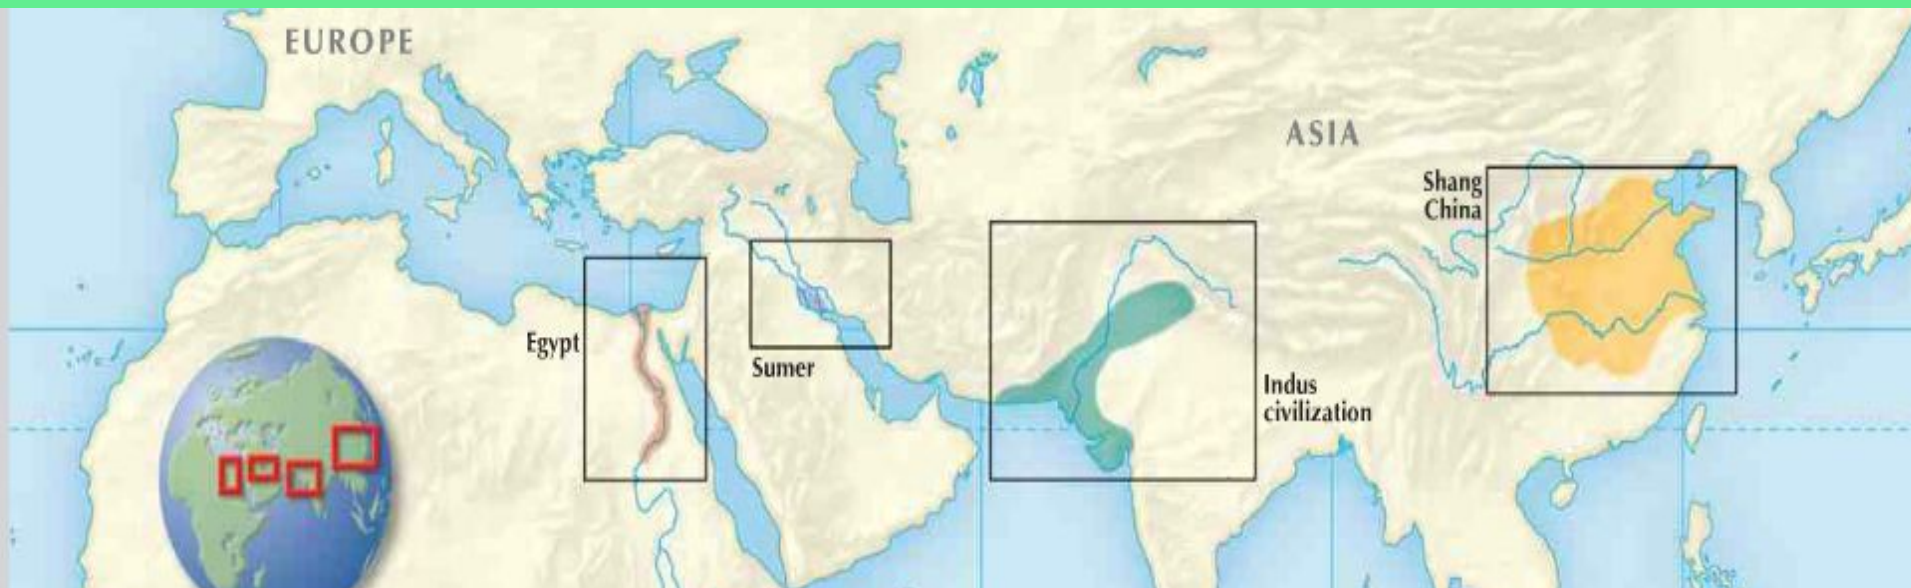 EUROPE
ASIA
Shang
China
Egypt
Sumer
Indus
civilization